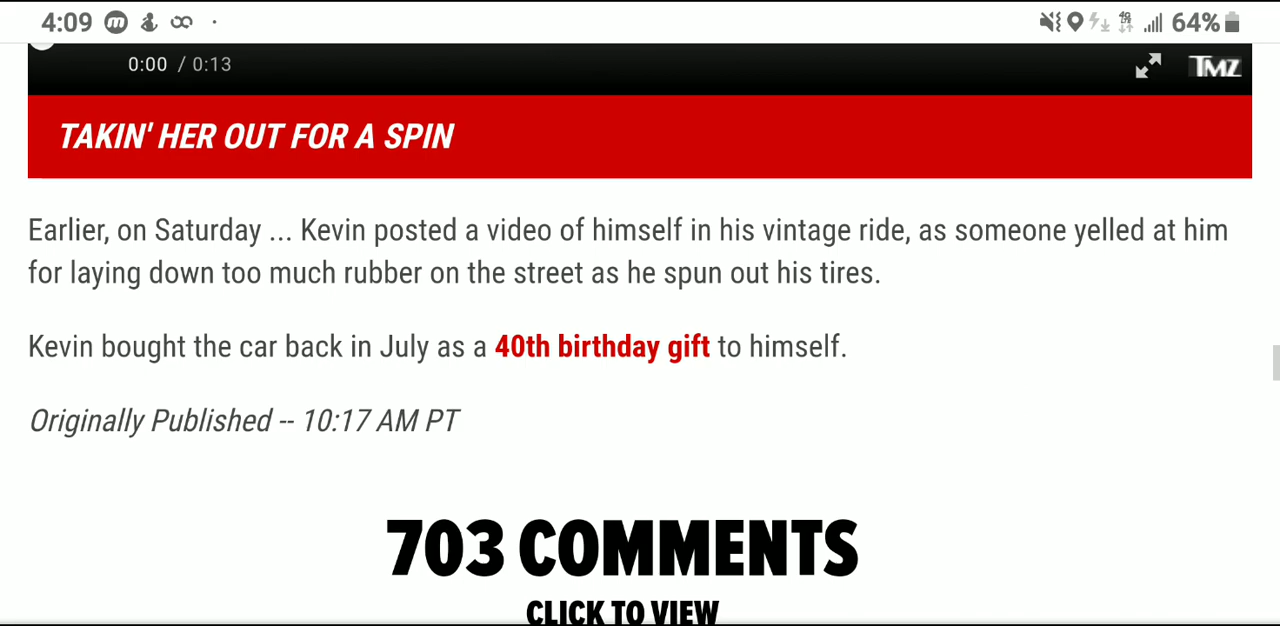 4:09
64%
0:00 / 0:13
TMZ
TAKIN' HER OUT FOR A SPIN
Earlier, on Saturday ... Kevin posted a video of himself in his vintage ride, as someone yelled at him
for laying down too much rubber on the street as he spun out his tires.
Kevin bought the car back in July as a 40th birthday gift to himself.
Originally Published -- 10:17 AM PT
703 COMMENTS
CLICK TO VIEW